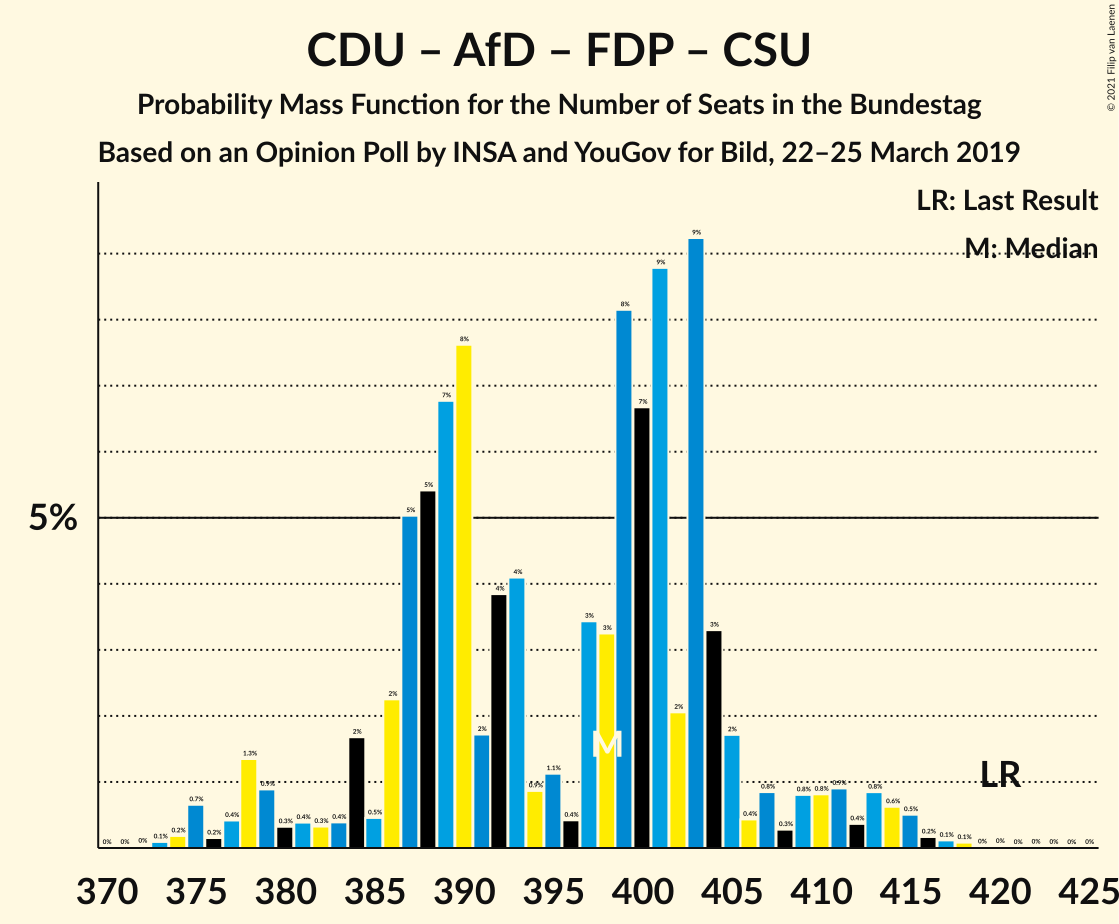 CDU – AfD – FDP – CSU
Probability Mass Function for the Number of Seats in the Bundestag
Based on an Opinion Poll by INSA and YouGov for Bild, 22–25 March 2019
© 2021 Filip van Laenen
LR: Last Result
M: Median
5%
0% 0% 0% 0.1% 0.2% 0.7% 0.2% 0.4% 1.3% 0.9% 0.3% 0.4% 0.3% 0.4% 2% 0.5% 2% 5% 5% 7% 8% 2% 4% 4% 0.9% 1.1% 0.4% 3% 3% 8% 7% 9% 2% 9% 3% 2% 0.4% 0.8% 0.3% 0.8% 0.8% 0.9% 0.4% 0.8% 0.6% 0.5% 0.2% 0.1% 0.1% 0% 0% 0% 0% 0% 0% 0%
M
LR
370 375 380 385 390 395 400 405 410 415 420 425